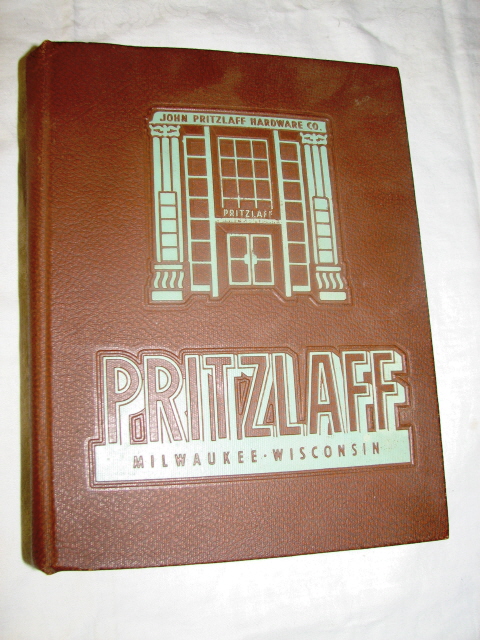 JOHN PRITZLAFF HARDWARE CO.
PRITZLAFF
PRITZLAFF
MILWAUKEE · WISCONSIN